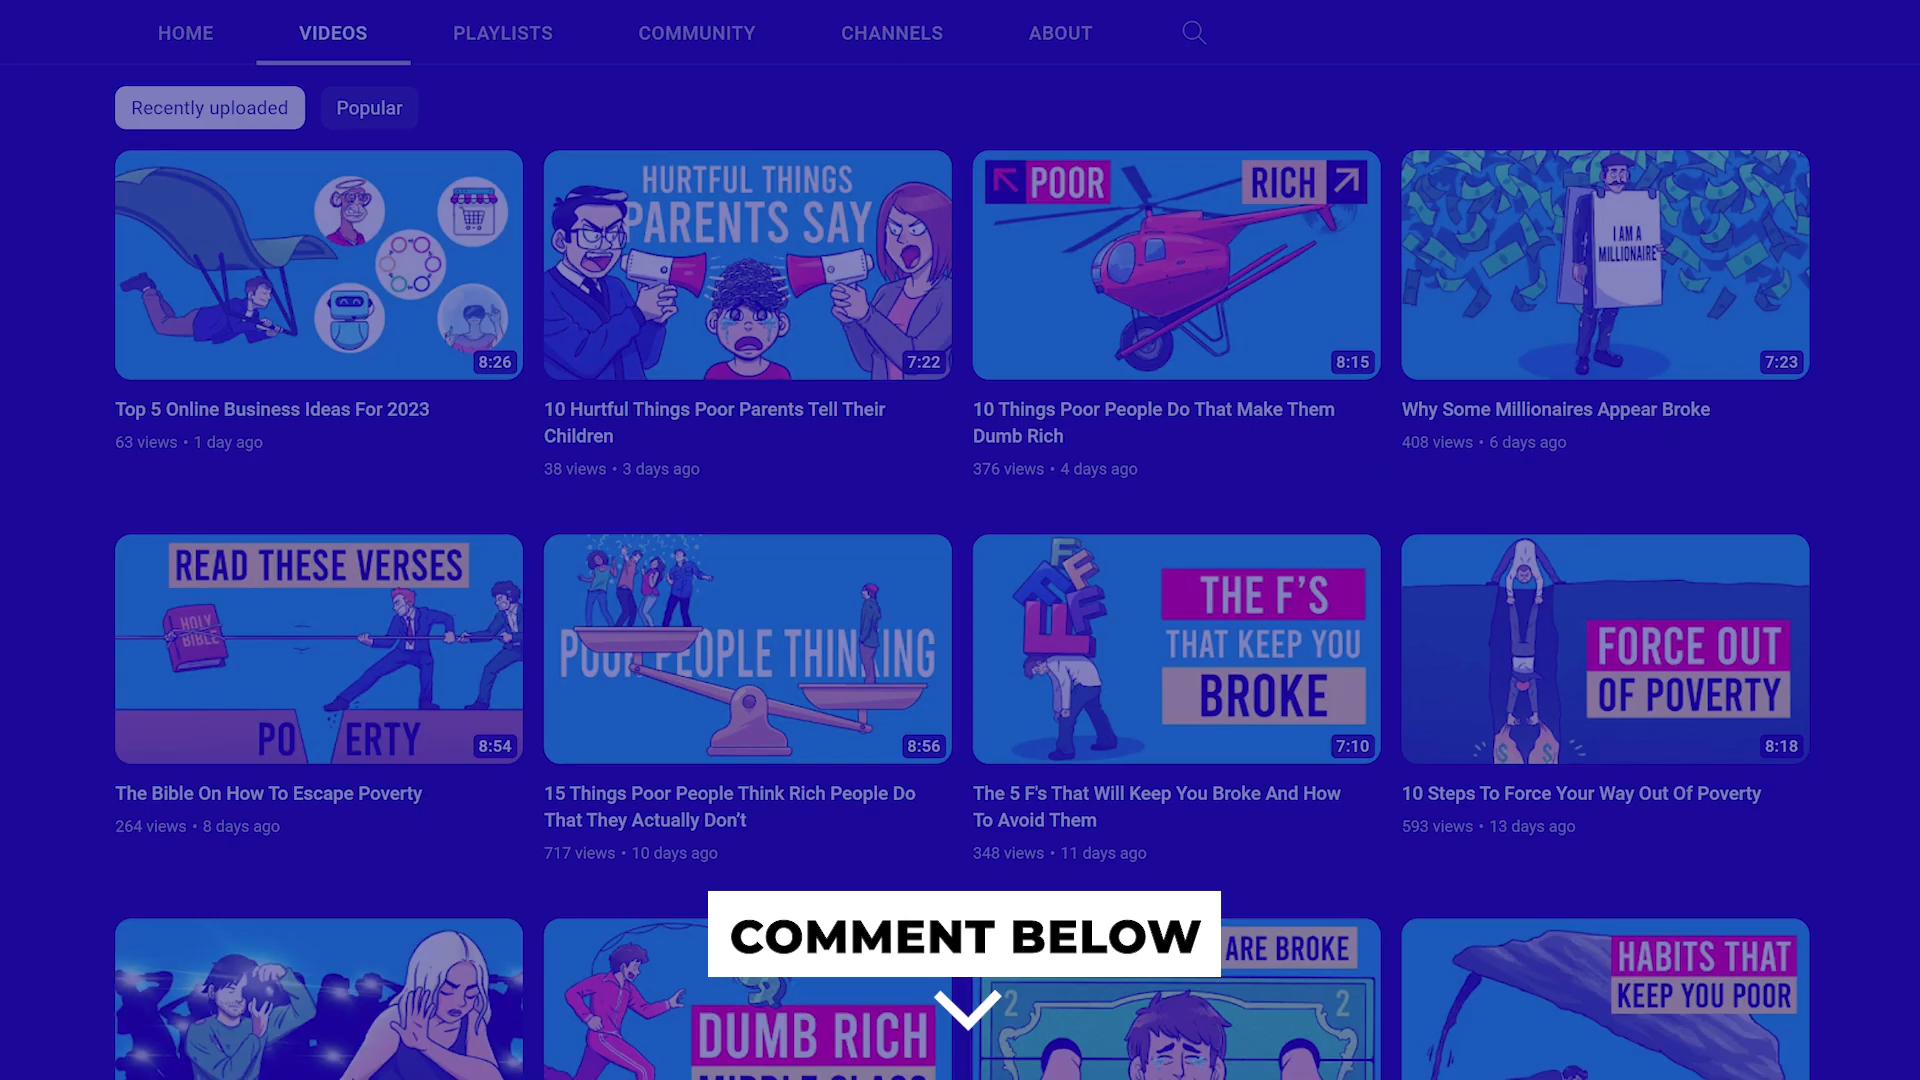 HOME
VIDEOS
PLAYLISTS
COMMUNITY
CHANNELS
ABOUT
Recently uploaded
Popular
8:26
HURTFUL THINGS
PARENTS SAY
7:22
POOR
RICH
8:15
I AM A
MILLIONAIRE
7:23
Top 5 Online Business Ideas For 2023
63 views • 1 day ago
10 Hurtful Things Poor Parents Tell Their
Children
38 views • 3 days ago
10 Things Poor People Do That Make Them
Dumb Rich
376 views • 4 days ago
Why Some Millionaires Appear Broke
408 views • 6 days ago
READ THESE VERSES
HOLY
BIBLE
PO ERTY
8:54
POOR PEOPLE THINKING
8:56
F
F
F
F
F
THE F'S
THAT KEEP YOU
BROKE
7:10
FORCE OUT
OF POVERTY
$ $
8:18
The Bible On How To Escape Poverty
264 views • 8 days ago
15 Things Poor People Think Rich People Do
That They Actually Don’t
717 views • 10 days ago
The 5 F's That Will Keep You Broke And How
To Avoid Them
348 views • 11 days ago
10 Steps To Force Your Way Out Of Poverty
593 views • 13 days ago
COMMENT BELOW
$
DUMB RICH
MIDDLE CLASS
ARE BROKE
2 2
HABITS THAT
KEEP YOU POOR